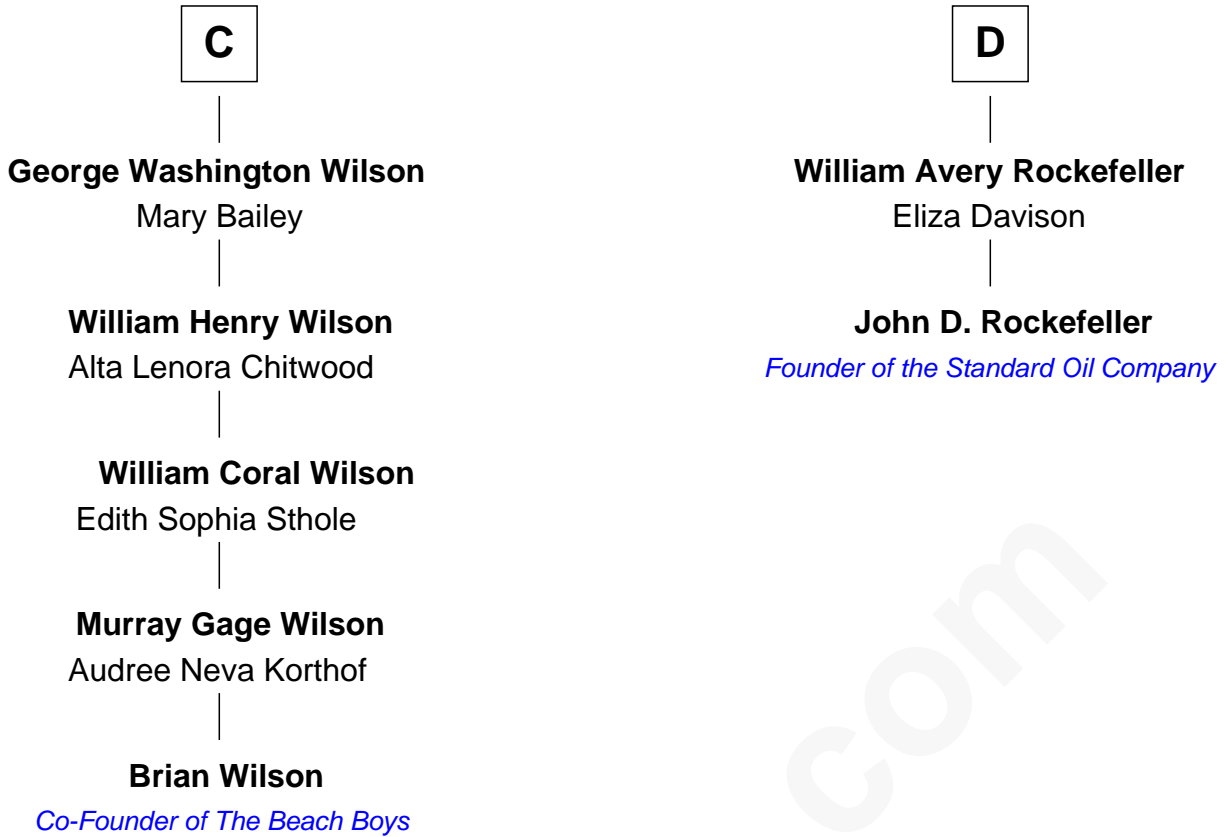 C
George Washington Wilson
Mary Bailey
William Henry Wilson
Alta Lenora Chitwood
William Coral Wilson
Edith Sophia Sthole
Murray Gage Wilson
Audree Neva Korthof
Brian Wilson
Co-Founder of The Beach Boys
D
William Avery Rockefeller
Eliza Davison
John D. Rockefeller
Founder of the Standard Oil Company
com